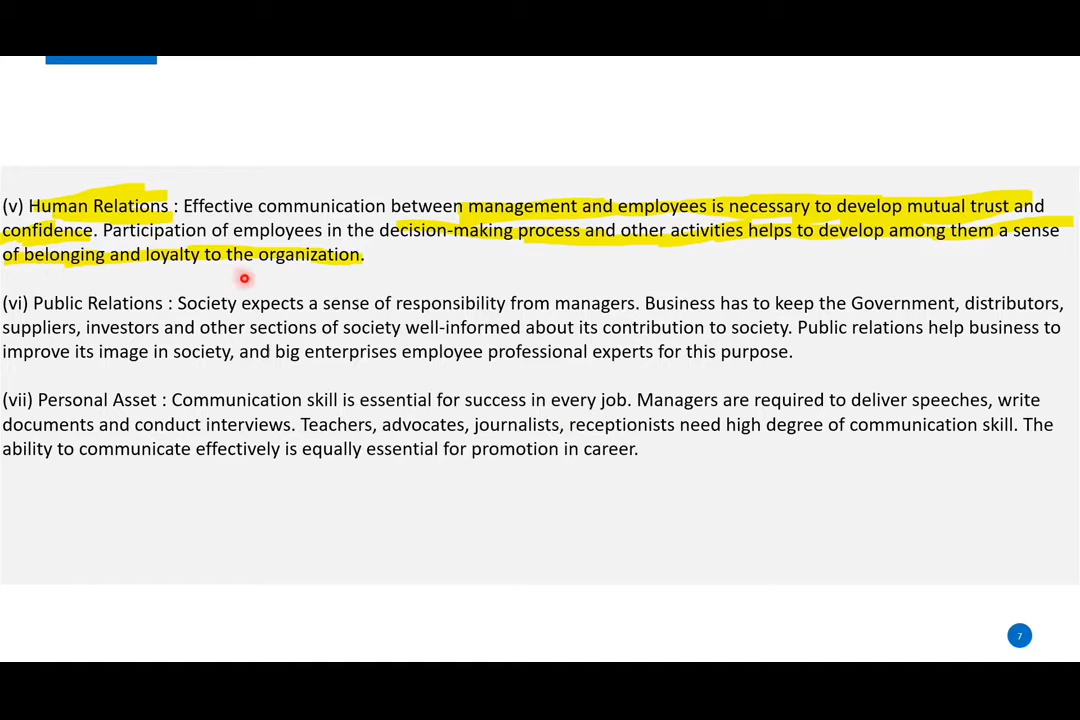 (v) Human Relations : Effective communication between management and employees is necessary to develop mutual trust and
confidence. Participation of employees in the decision-making process and other activities helps to develop among them a sense
of belonging and loyalty to the organization.
(vi) Public Relations : Society expects a sense of responsibility from managers. Business has to keep the Government, distributors,
suppliers, investors and other sections of society well-informed about its contribution to society. Public relations help business to
improve its image in society, and big enterprises employee professional experts for this purpose.
(vii) Personal Asset : Communication skill is essential for success in every job. Managers are required to deliver speeches, write
documents and conduct interviews. Teachers, advocates, journalists, receptionists need high degree of communication skill. The
ability to communicate effectively is equally essential for promotion in career.
7